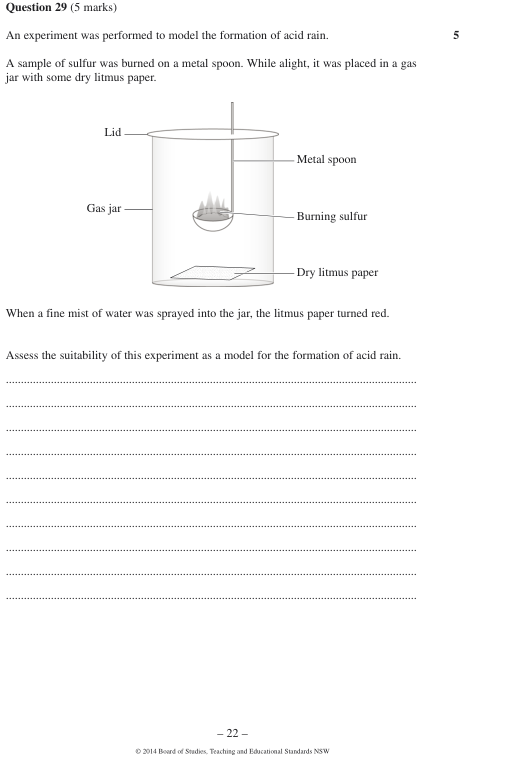 Question 29 (5 marks)
An experiment was performed to model the formation of acid rain. 5
A sample of sulfur was burned on a metal spoon. While alight, it was placed in a gas
jar with some dry litmus paper.
Lid
Metal spoon
Gas jar
Burning sulfur
Dry litmus paper
When a fine mist of water was sprayed into the jar, the litmus paper turned red.
Assess the suitability of this experiment as a model for the formation of acid rain.
– 22 –
© 2014 Board of Studies, Teaching and Educational Standards NSW